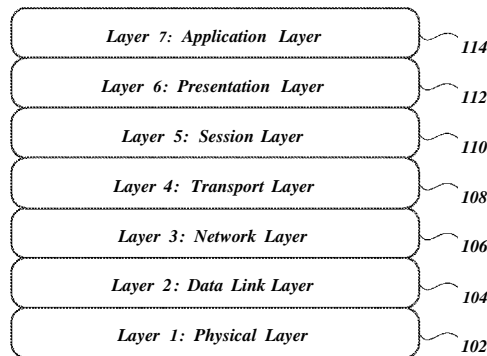 Layer 7: Application Layer
114
Layer 6: Presentation Layer
112
Layer 5: Session Layer
110
Layer 4: Transport Layer
108
Layer 3: Network Layer
106
Layer 2: Data Link Layer
104
Layer 1: Physical Layer
102